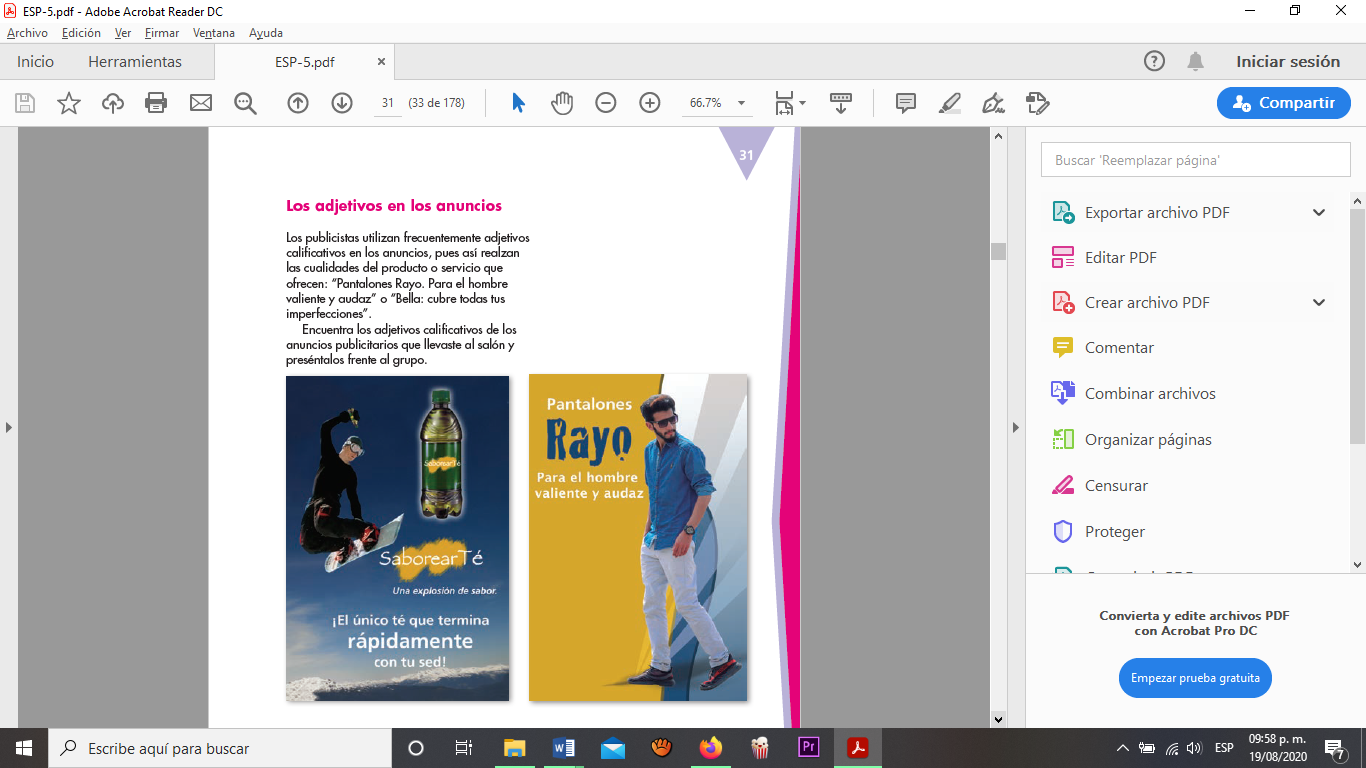 ESP-5.pdf - Adobe Acrobat Reader DC
Archivo Edición Ver Firmar Ventana Ayuda
Inicio Herramientas ESP-5.pdf Iniciar sesión
31 (33 de 178) 66.7% Compartir
31
Los adjetivos en los anuncios
Los publicistas utilizan frecuentemente adjetivos
calificativos en los anuncios, pues así realzan
las cualidades del producto o servicio que
ofrecen: “Pantalones Rayo. Para el hombre
valiente y audaz” o “Bella: cubre todas tus
imperfecciones”.
Encuentra los adjetivos calificativos de los
anuncios publicitarios que llevaste al salón y
preséntalos frente al grupo.
SaborearTé
SaborearTé
Una explosión de sabor.
¡El único té que termina
rápidamente
con tu sed!
Pantalones
Rayo
Para el hombre
valiente y audaz
Buscar 'Reemplazar página'
Exportar archivo PDF
Editar PDF
Crear archivo PDF
Comentar
Combinar archivos
Organizar páginas
Censurar
Proteger
Convierta y edite archivos PDF
con Acrobat Pro DC
Empezar prueba gratuita
Escribe aquí para buscar
ESP
09:58 p. m.
19/08/2020
7